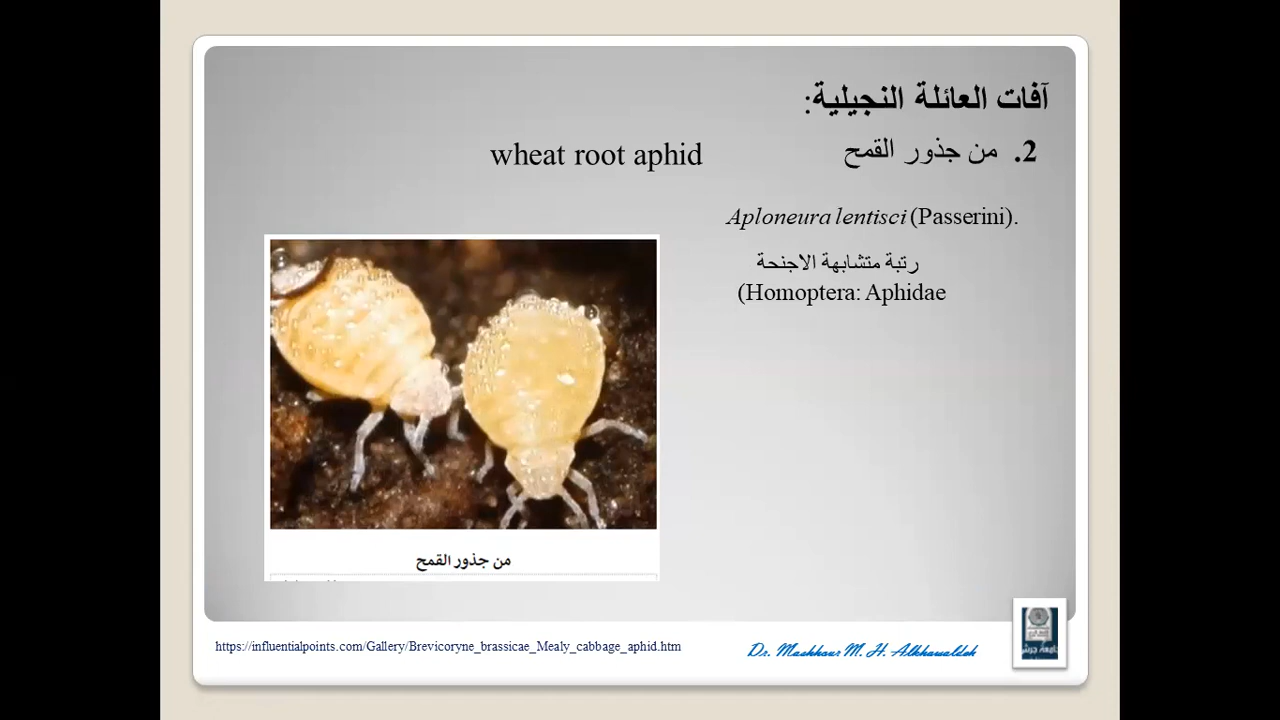 آفات العائلة النجيلية:
2. من جذور القمح
wheat root aphid
Aploneura lentisci (Passerini).
رتبة متشابهة الاجنحة
(Homoptera: Aphidae
من جذور القمح
https://influentialpoints.com/Gallery/Brevicoryne_brassicae_Mealy_cabbage_aphid.htm
Dr. Mashhour M. H. Alkhawaldeh